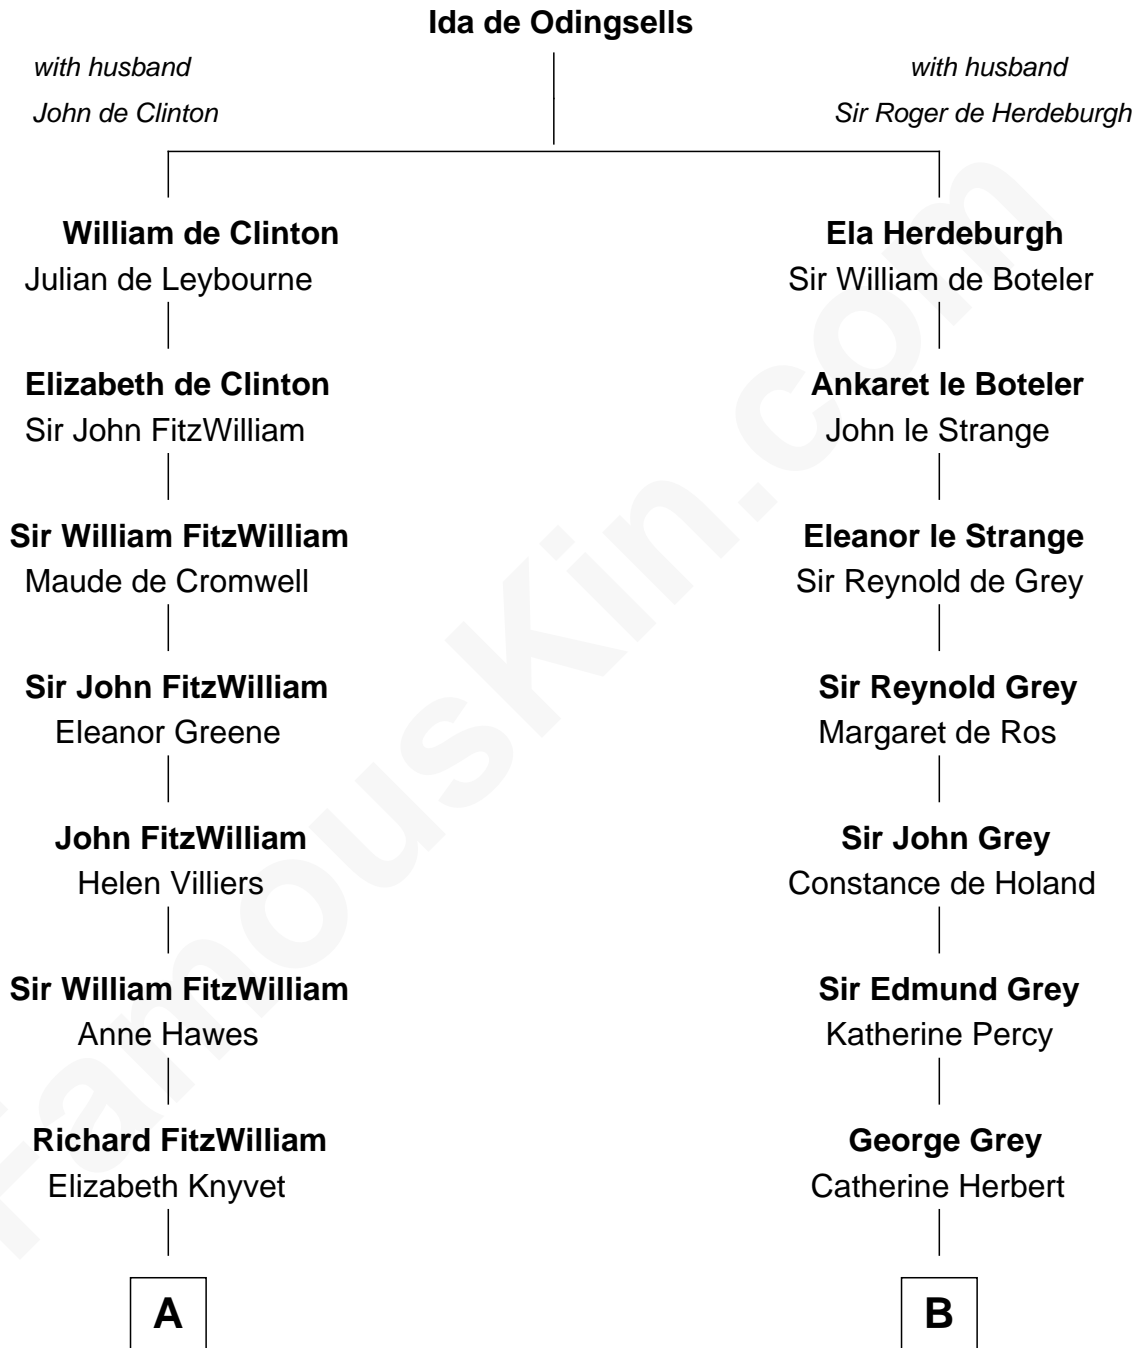 Ida de Odingsells
with husband
John de Clinton
with husband
Sir Roger de Herdeburgh
William de Clinton
Julian de Leybourne
Ela Herdeburgh
Sir William de Boteler
Elizabeth de Clinton
Sir John FitzWilliam
Ankaret le Boteler
John le Strange
Sir William FitzWilliam
Maude de Cromwell
Eleanor le Strange
Sir Reynold de Grey
Sir John FitzWilliam
Eleanor Greene
Sir Reynold Grey
Margaret de Ros
John FitzWilliam
Helen Villiers
Sir John Grey
Constance de Holand
Sir William FitzWilliam
Anne Hawes
Sir Edmund Grey
Katherine Percy
Richard FitzWilliam
Elizabeth Knyvet
George Grey
Catherine Herbert
A
B
FamousKin.com